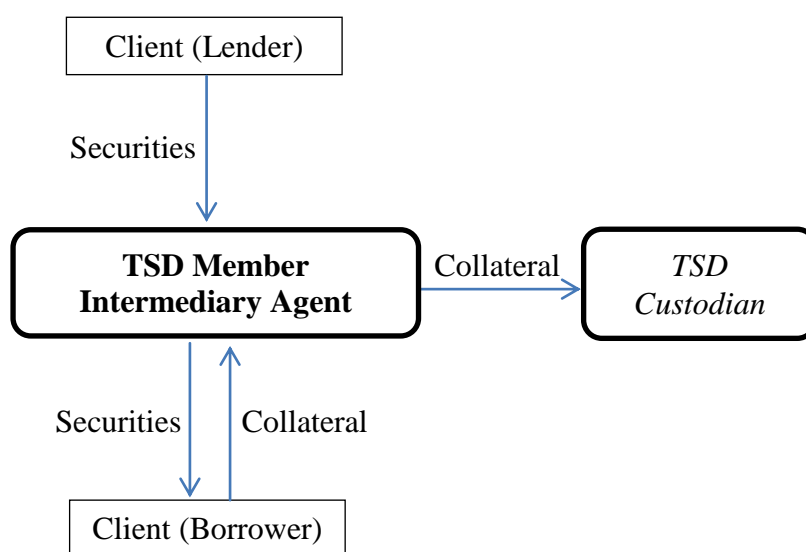 Client (Lender)
Securities
TSD Member
Intermediary Agent
Collateral
TSD
Custodian
Securities
Collateral
Client (Borrower)